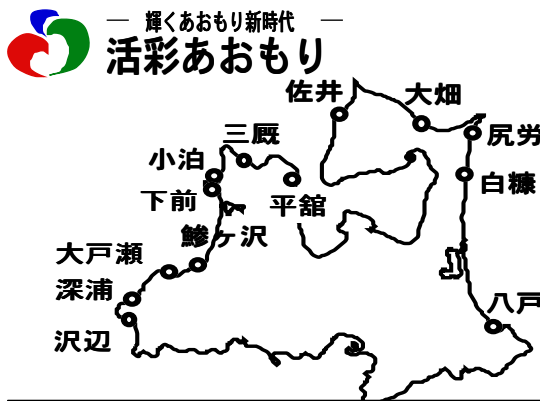 — 輝くあおもり新時代 —
活彩あおもり
佐井
大畑
三厩
尻労
小泊
白糠
下前
平舘
鰺ヶ沢
大戸瀬
深浦
八戸
沢辺